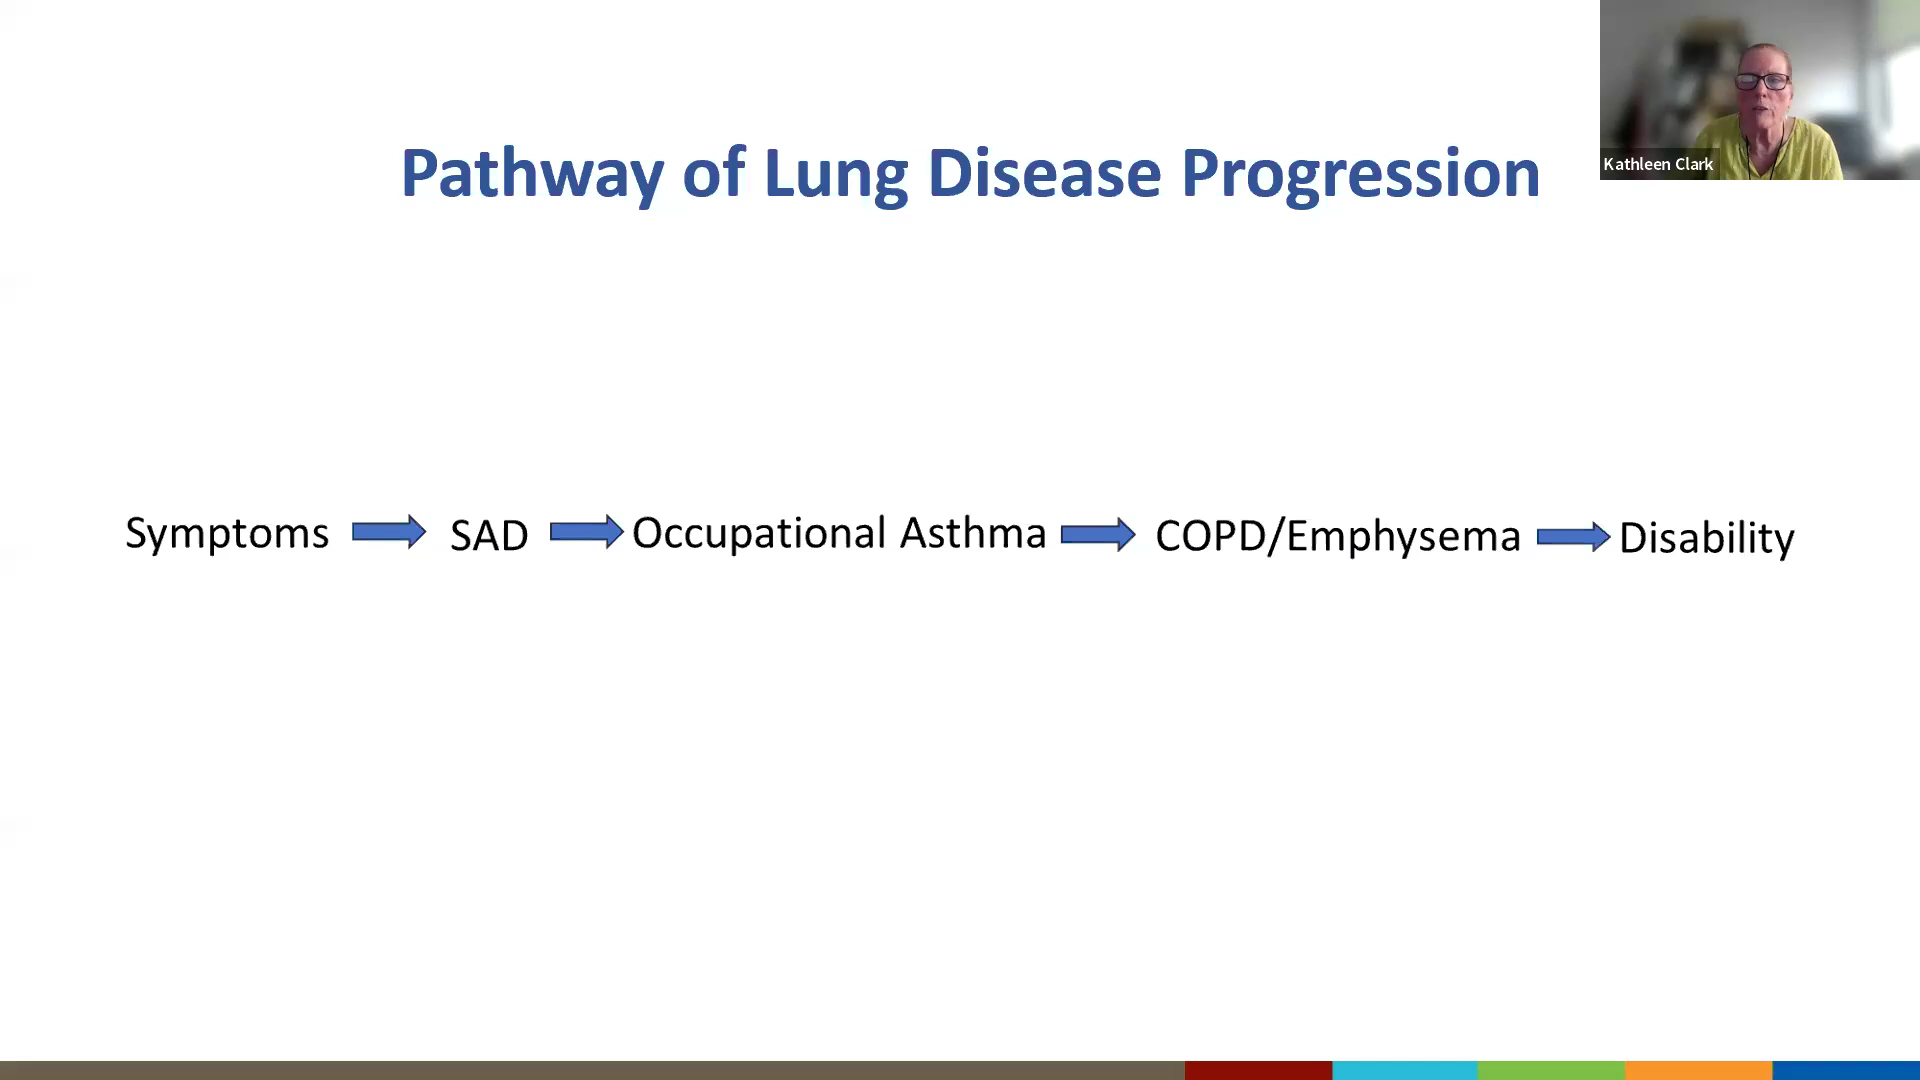 Kathleen Clark
Pathway of Lung Disease Progression
Symptoms SAD Occupational Asthma COPD/Emphysema Disability